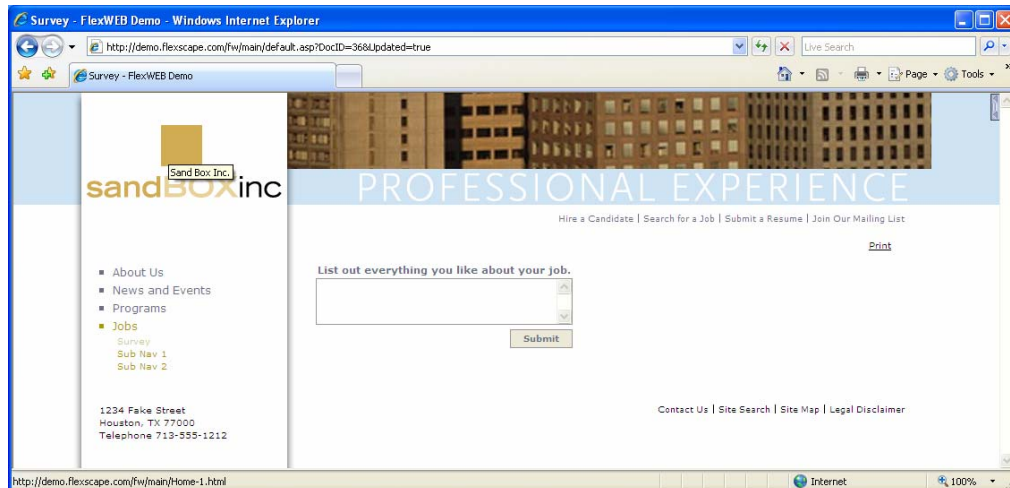 Survey - FlexWEB Demo - Windows Internet Explorer
http://demo.flexscape.com/fw/main/default.asp?DocID=368&Updated=true
Live Search
Survey - FlexWEB Demo
Page
Tools
Sand Box Inc.
sandBOXinc
PROFESSIONAL EXPERIENCE
Hire a Candidate | Search for a Job | Submit a Resume | Join Our Mailing List
Print
About Us
News and Events
Programs
Jobs
Survey
Sub Nav 1
Sub Nav 2
List out everything you like about your job.
Submit
1234 Fake Street
Houston, TX 77000
Telephone 713-555-1212
Contact Us | Site Search | Site Map | Legal Disclaimer
http://demo.flexscape.com/fw/main/Home-1.html
Internet
100%